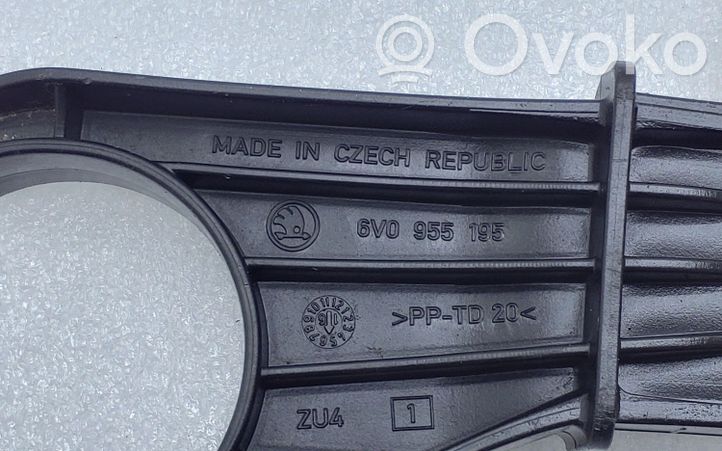 Ovoko
MADE IN CZECH REPUBLIC
6V0 955 195
>PP-TD 20<
ZU4 1